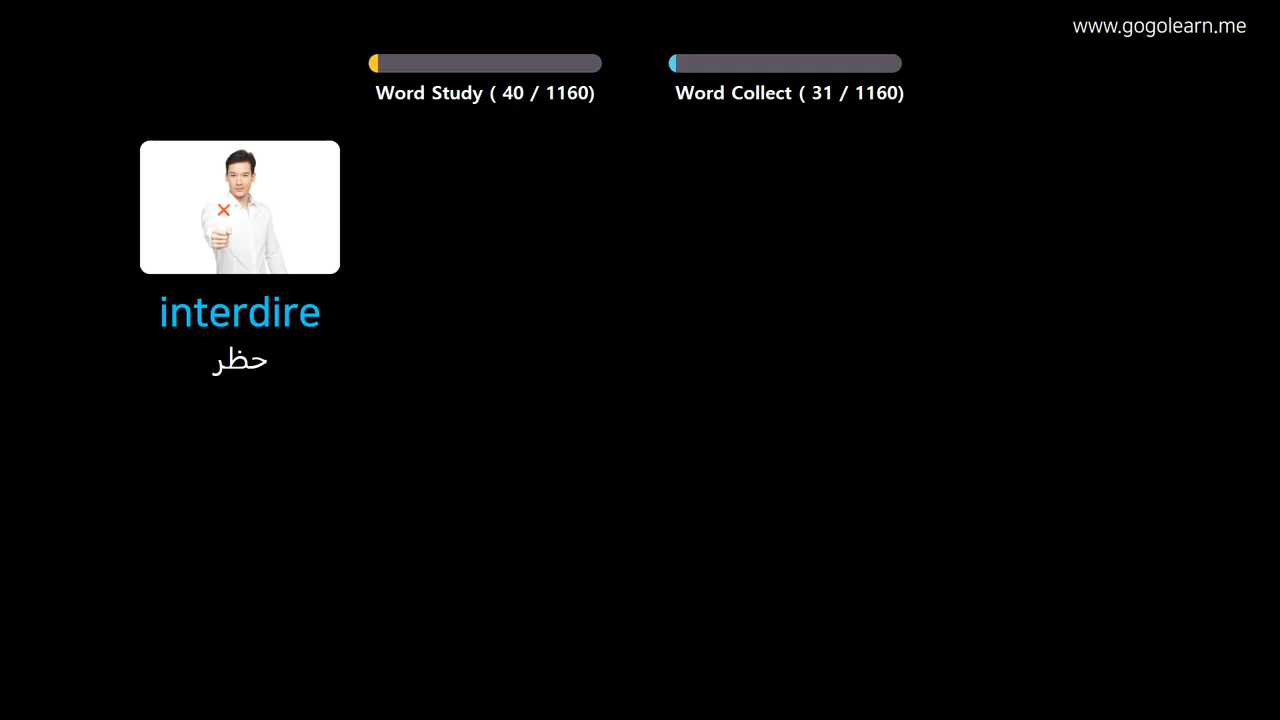 www.gogolearn.me
Word Study ( 40 / 1160)
Word Collect ( 31 / 1160)
interdire
حظر